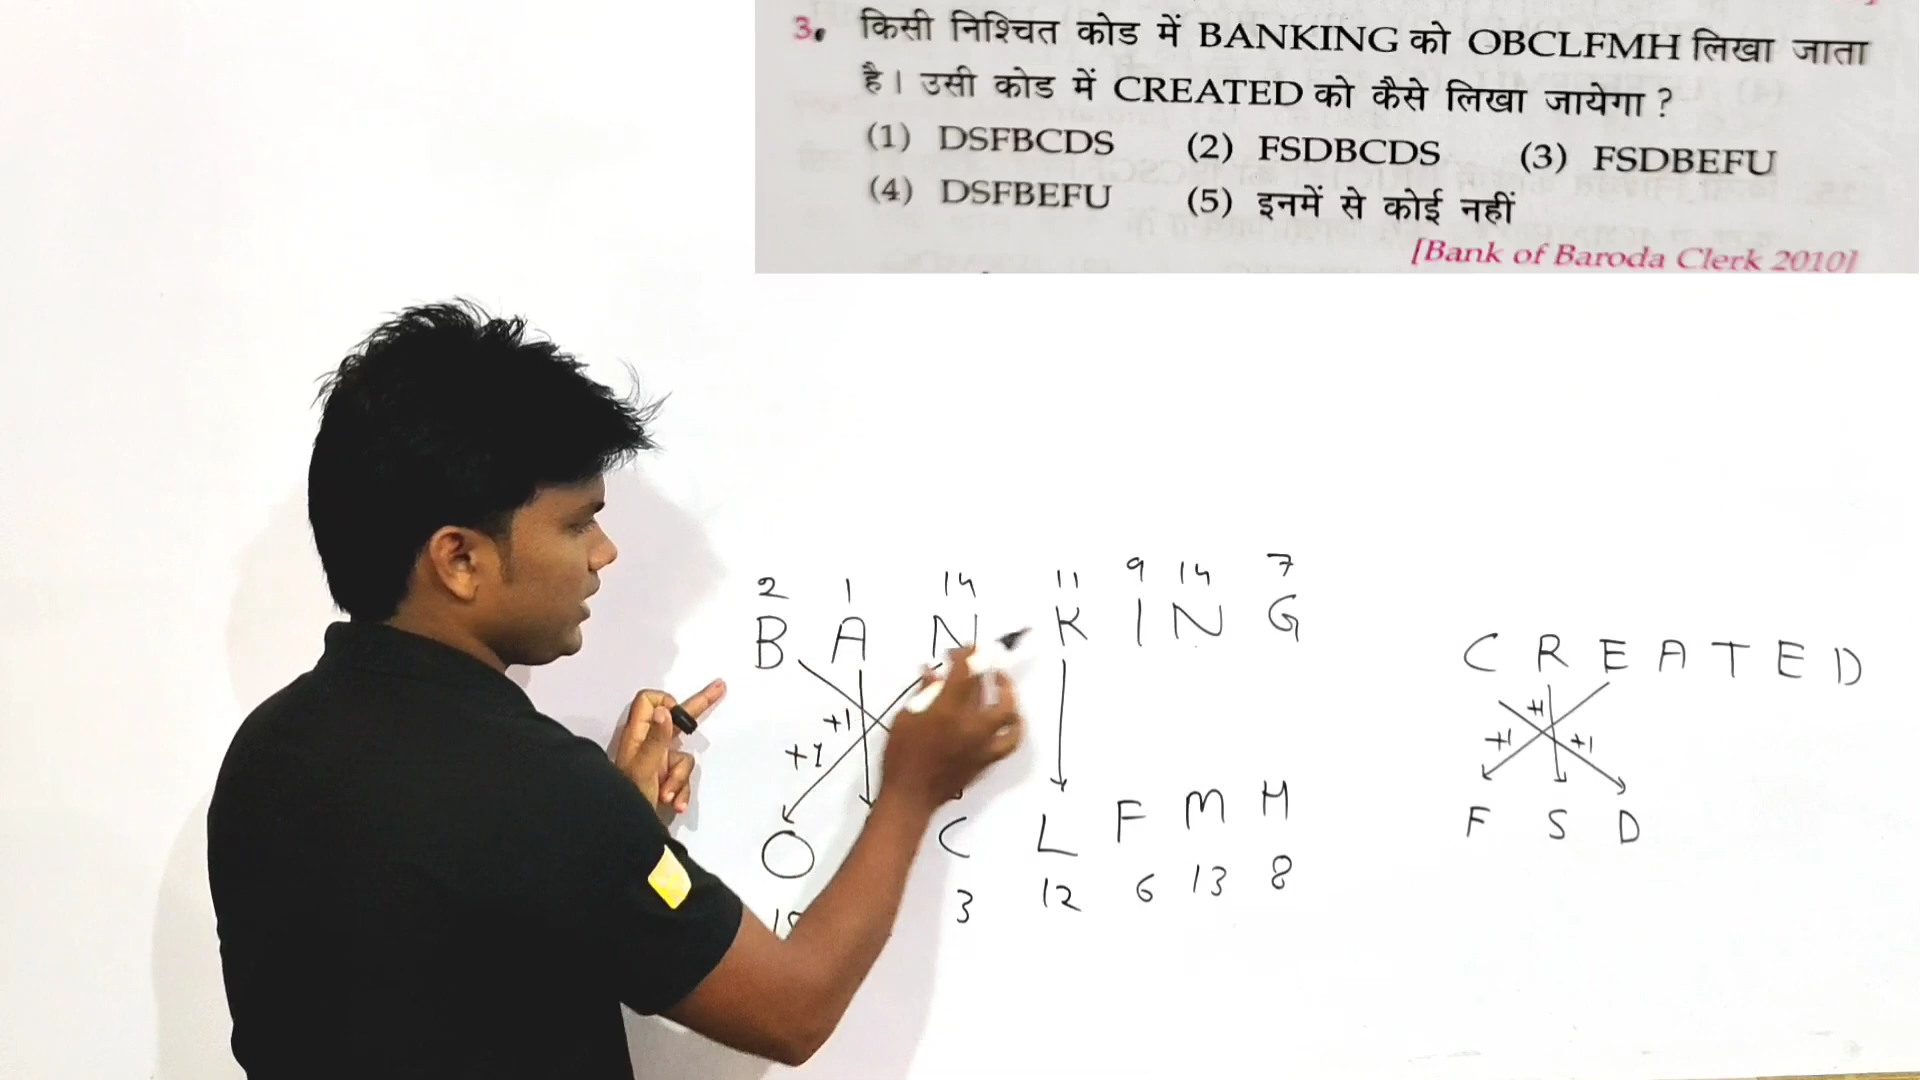 3. किसी निश्चित कोड में BANKING को OBCLFMH लिखा जाता
है। उसी कोड में CREATED को कैसे लिखा जायेगा ?
(1) DSFBCDS (2) FSDBCDS (3) FSDBEFU
(4) DSFBEFU (5) इनमें से कोई नहीं
[Bank of Baroda Clerk 2010]
2 1 14 11 9 14 7
B A N K I N G
C R E A T E D
+1 +1
+1 +1 +1
O C L F M H
F S D
3 12 6 13 8